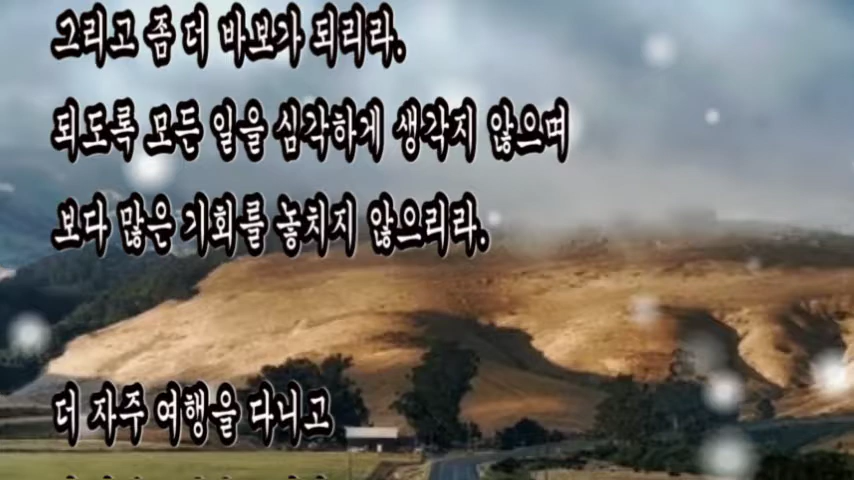 그리고 좀 더 바보가 되리라.
되도록 모든 일을 심각하게 생각지 않으며
보다 많은 기회를 놓치지 않으리라.
더 자주 여행을 다니고